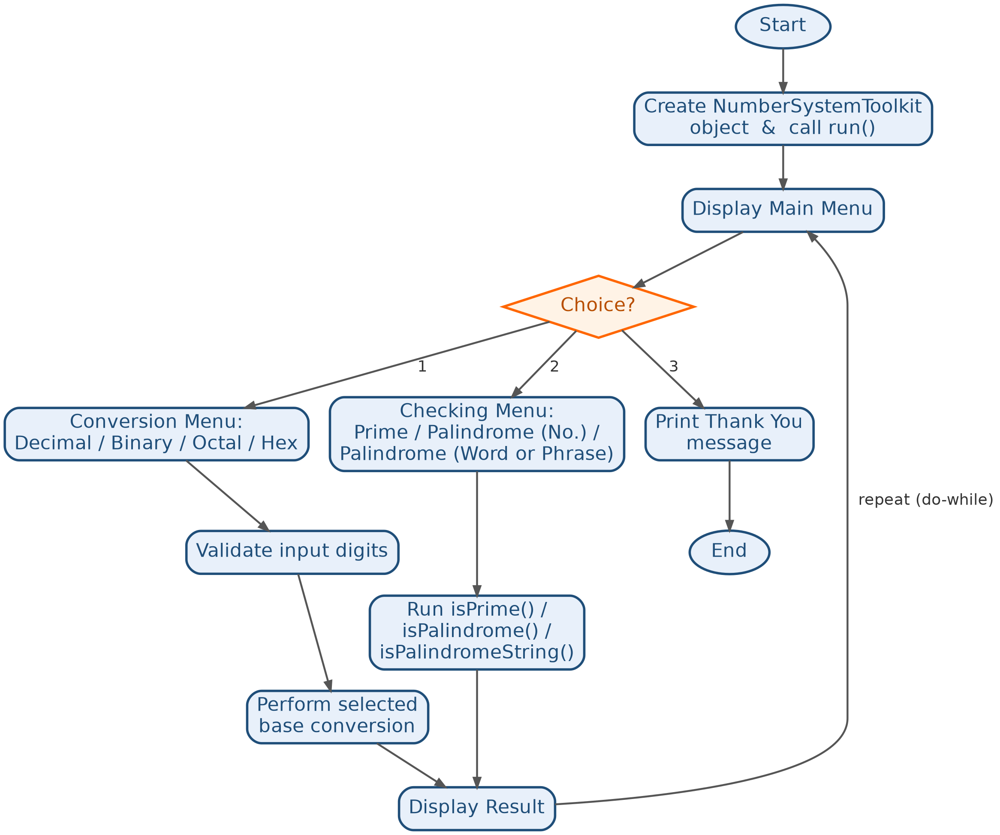 Start
Create NumberSystemToolkit
object  &  call run()
Display Main Menu
Choice?
1
2
3
Conversion Menu:
Decimal / Binary / Octal / Hex
Checking Menu:
Prime / Palindrome (No.) /
Palindrome (Word or Phrase)
Print Thank You
message
repeat (do-while)
Validate input digits
End
Run isPrime() /
isPalindrome() /
isPalindromeString()
Perform selected
base conversion
Display Result